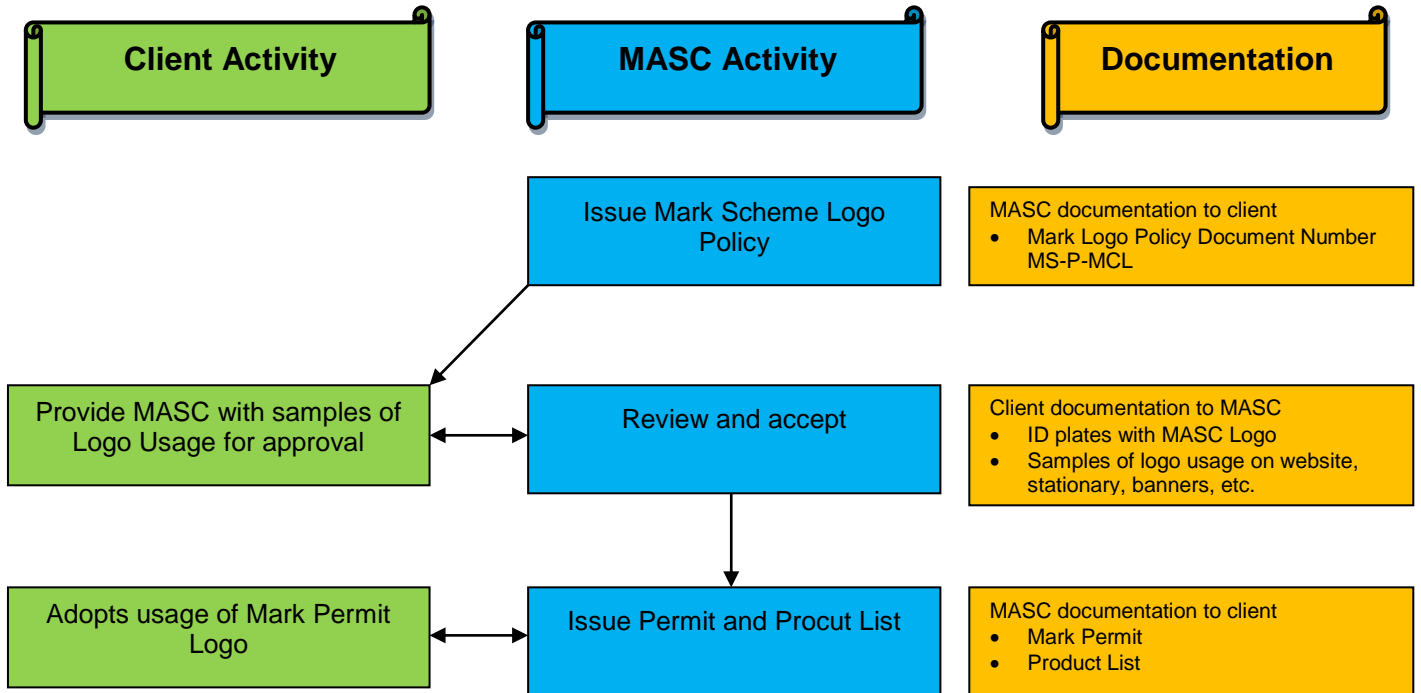 Client Activity
MASC Activity
Documentation
Issue Mark Scheme Logo
Policy
MASC documentation to client
• Mark Logo Policy Document Number
MS-P-MCL
Provide MASC with samples of
Logo Usage for approval
Review and accept
Client documentation to MASC
• ID plates with MASC Logo
• Samples of logo usage on website,
stationary, banners, etc.
Adopts usage of Mark Permit
Logo
Issue Permit and Procut List
MASC documentation to client
• Mark Permit
• Product List